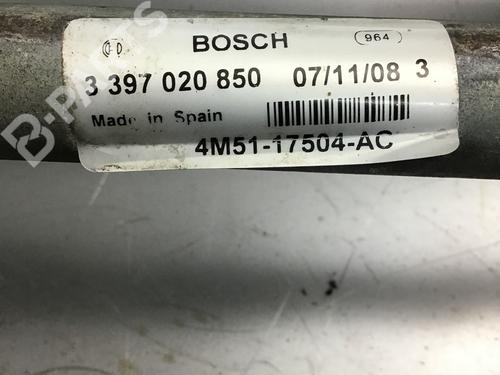 BOSCH 964
3 397 020 850 07/11/08 3
Made in Spain
4M51-17504-AC
B-PARTS